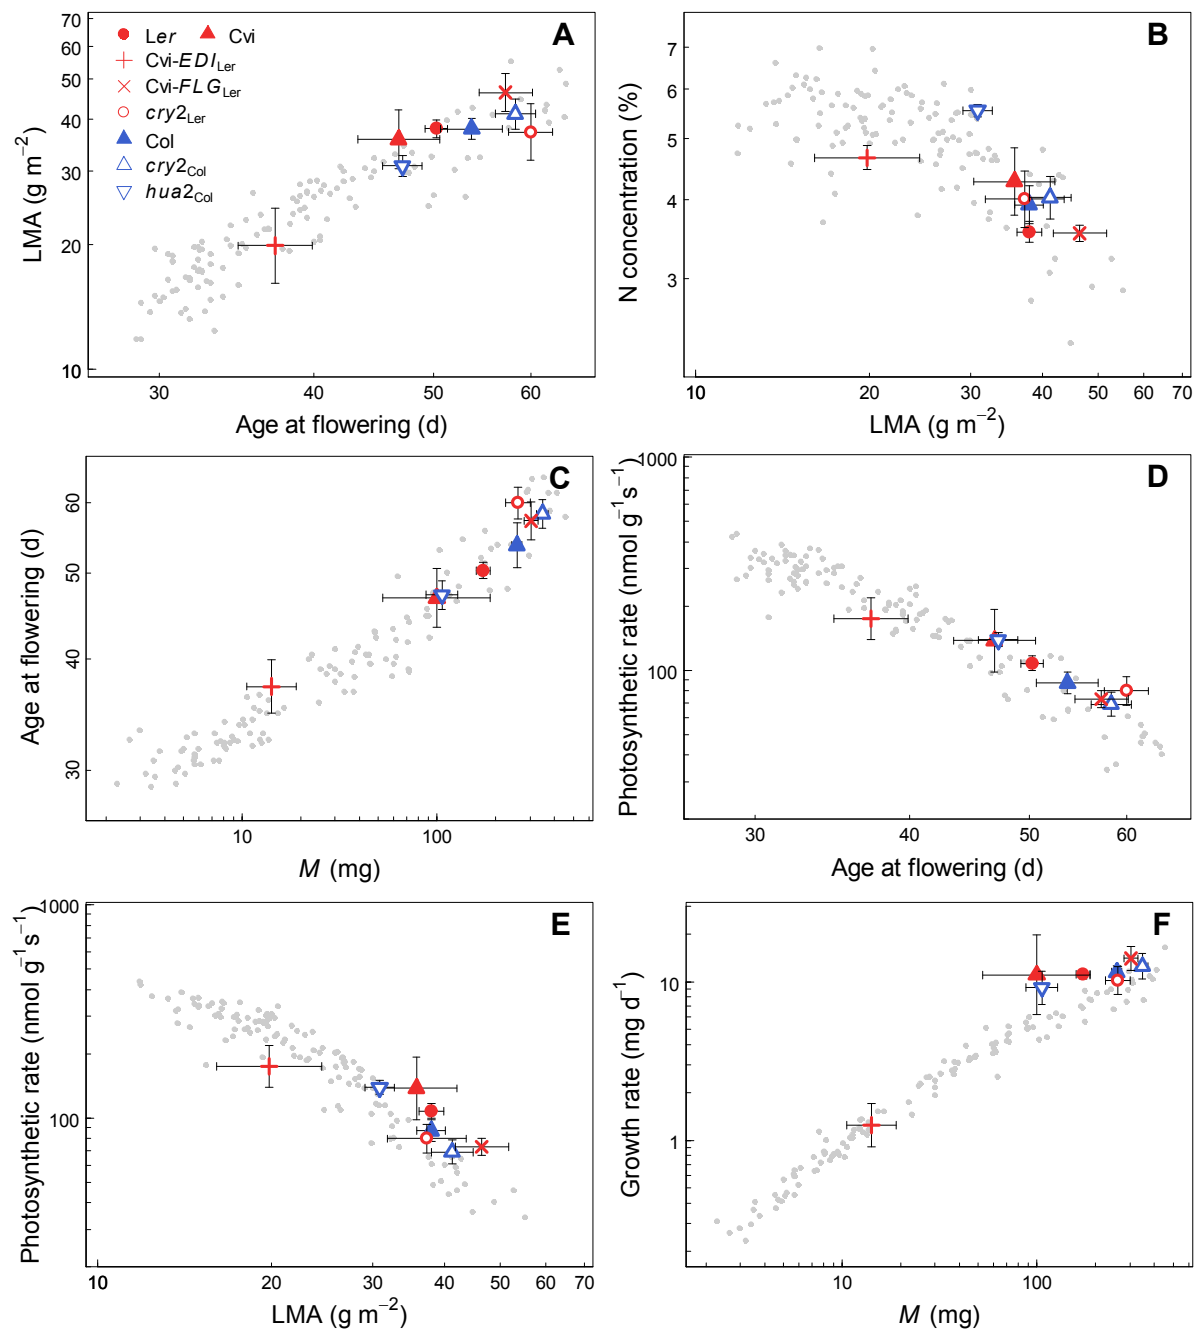 A
Ler Cvi
Cvi-EDI_Ler
Cvi-FLG_Ler
cry2_Ler
Col
cry2_Col
hua2_Col
70
60
50
40
30
20
10
LMA (g m⁻²)
30 40 50 60
Age at flowering (d)
B
7
6
5
4
3
N concentration (%)
10 20 30 40 50 60 70
LMA (g m⁻²)
C
60
50
40
30
Age at flowering (d)
10 100
M (mg)
D
1000
100
Photosynthetic rate (nmol g⁻¹s⁻¹)
30 40 50 60
Age at flowering (d)
E
1000
100
Photosynthetic rate (nmol g⁻¹s⁻¹)
10 20 30 40 50 60 70
LMA (g m⁻²)
F
10
1
Growth rate (mg d⁻¹)
10 100
M (mg)